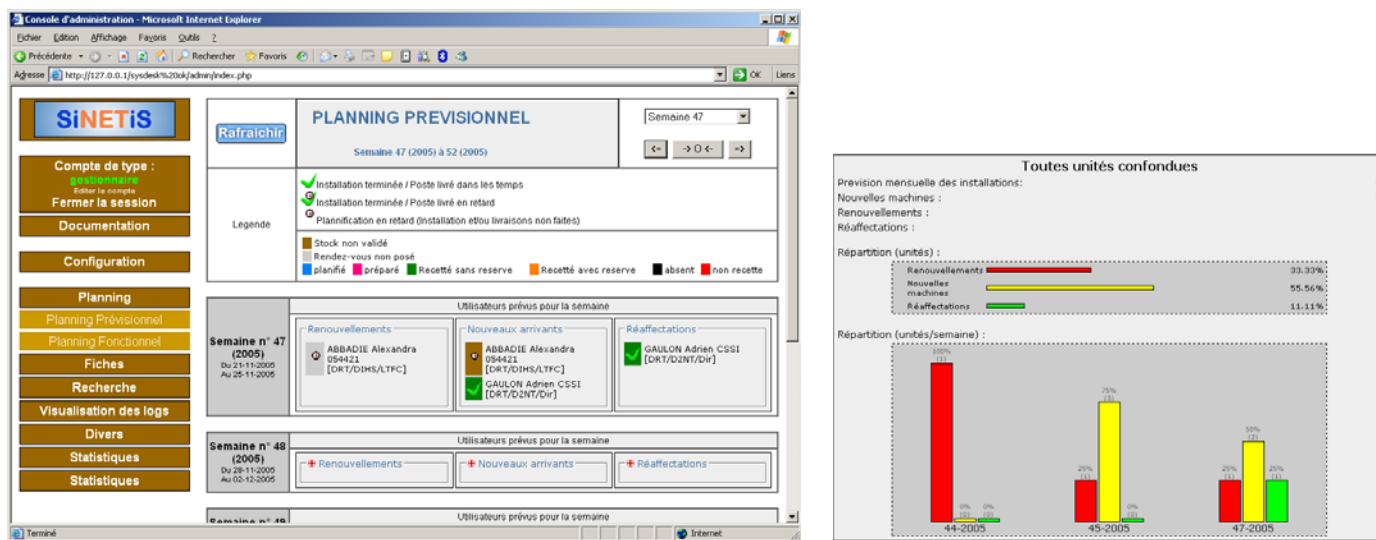 Console d'administration - Microsoft Internet Explorer
Fichier Edition Affichage Favoris Outils ?
Précédente Rechercher Favoris
Adresse http://127.0.0.1/sysdesk%20ok/admin/index.php OK Liens
SiNETiS
Compte de type :
gestionnaire
Editer le compte
Fermer la session
Documentation
Configuration
Planning
Planning Prévisionnel
Planning Fonctionnel
Fiches
Recherche
Visualisation des logs
Divers
Statistiques
Statistiques
Rafraichir
PLANNING PREVISIONNEL
Semaine 47 (2005) à 52 (2005)
Semaine 47
<- -> O <- =>
Legende
Installation terminée / Poste livré dans les temps
Installation terminée / Poste livré en retard
Plannification en retard (Installation et/ou livraisons non faites)
Stock non validé
Rendez-vous non posé
planifié préparé Recetté sans reserve Recetté avec reserve absent non recette
Semaine n° 47
(2005)
Du 21-11-2005
Au 25-11-2005
Utilisateurs prévus pour la semaine
Renouvellements
ABBADIE Alexandra
054421
[DRT/DIHS/LTFC]
Nouveaux arrivants
ABBADIE Alexandra
054421
[DRT/DIHS/LTFC]
GAULON Adrien CSSI
[DRT/D2NT/Dir]
Réaffectations
GAULON Adrien CSSI
[DRT/D2NT/Dir]
Semaine n° 48
(2005)
Du 28-11-2005
Au 02-12-2005
Utilisateurs prévus pour la semaine
Renouvellements
Nouveaux arrivants
Réaffectations
Semaine n° 49
Utilisateurs prévus pour la semaine
Terminé
Internet
Toutes unités confondues
Prevision mensuelle des installations:
Nouvelles machines :
Renouvellements :
Réaffectations :
Répartition (unités) :
Renouvellements 33.33%
Nouvelles
machines 55.56%
Réaffectations 11.11%
Répartition (unités/semaine) :
100%
(1)
0%
(0)
0%
(0)
44-2005
25%
(1)
75%
(3)
0%
(0)
45-2005
25%
(1)
50%
(2)
25%
(1)
47-2005